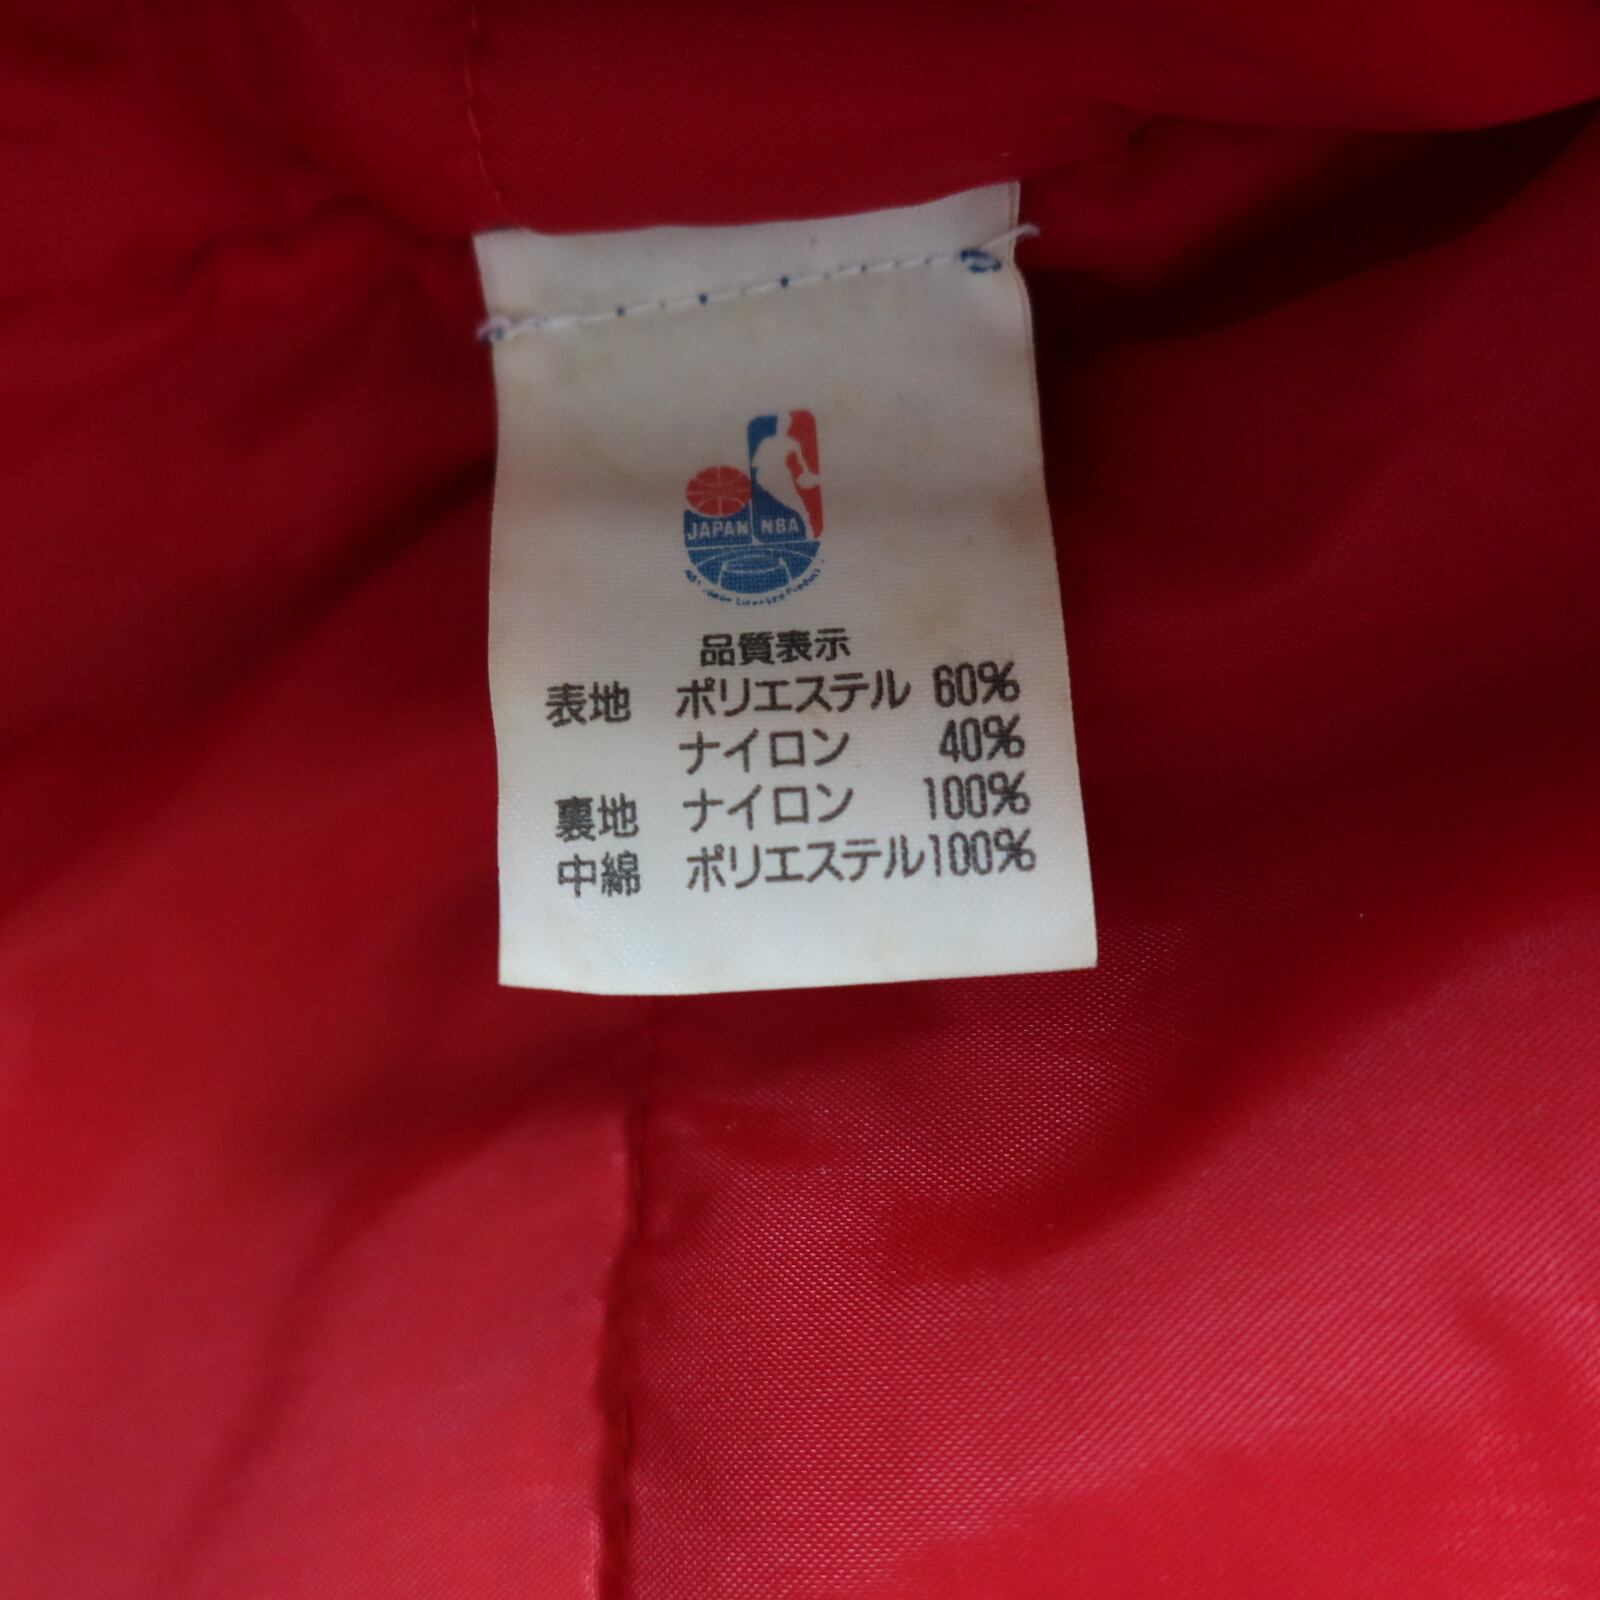 JAPAN NBA
品質表示
表地 ポリエステル 60%
ナイロン 40%
裏地 ナイロン 100%
中綿 ポリエステル100%